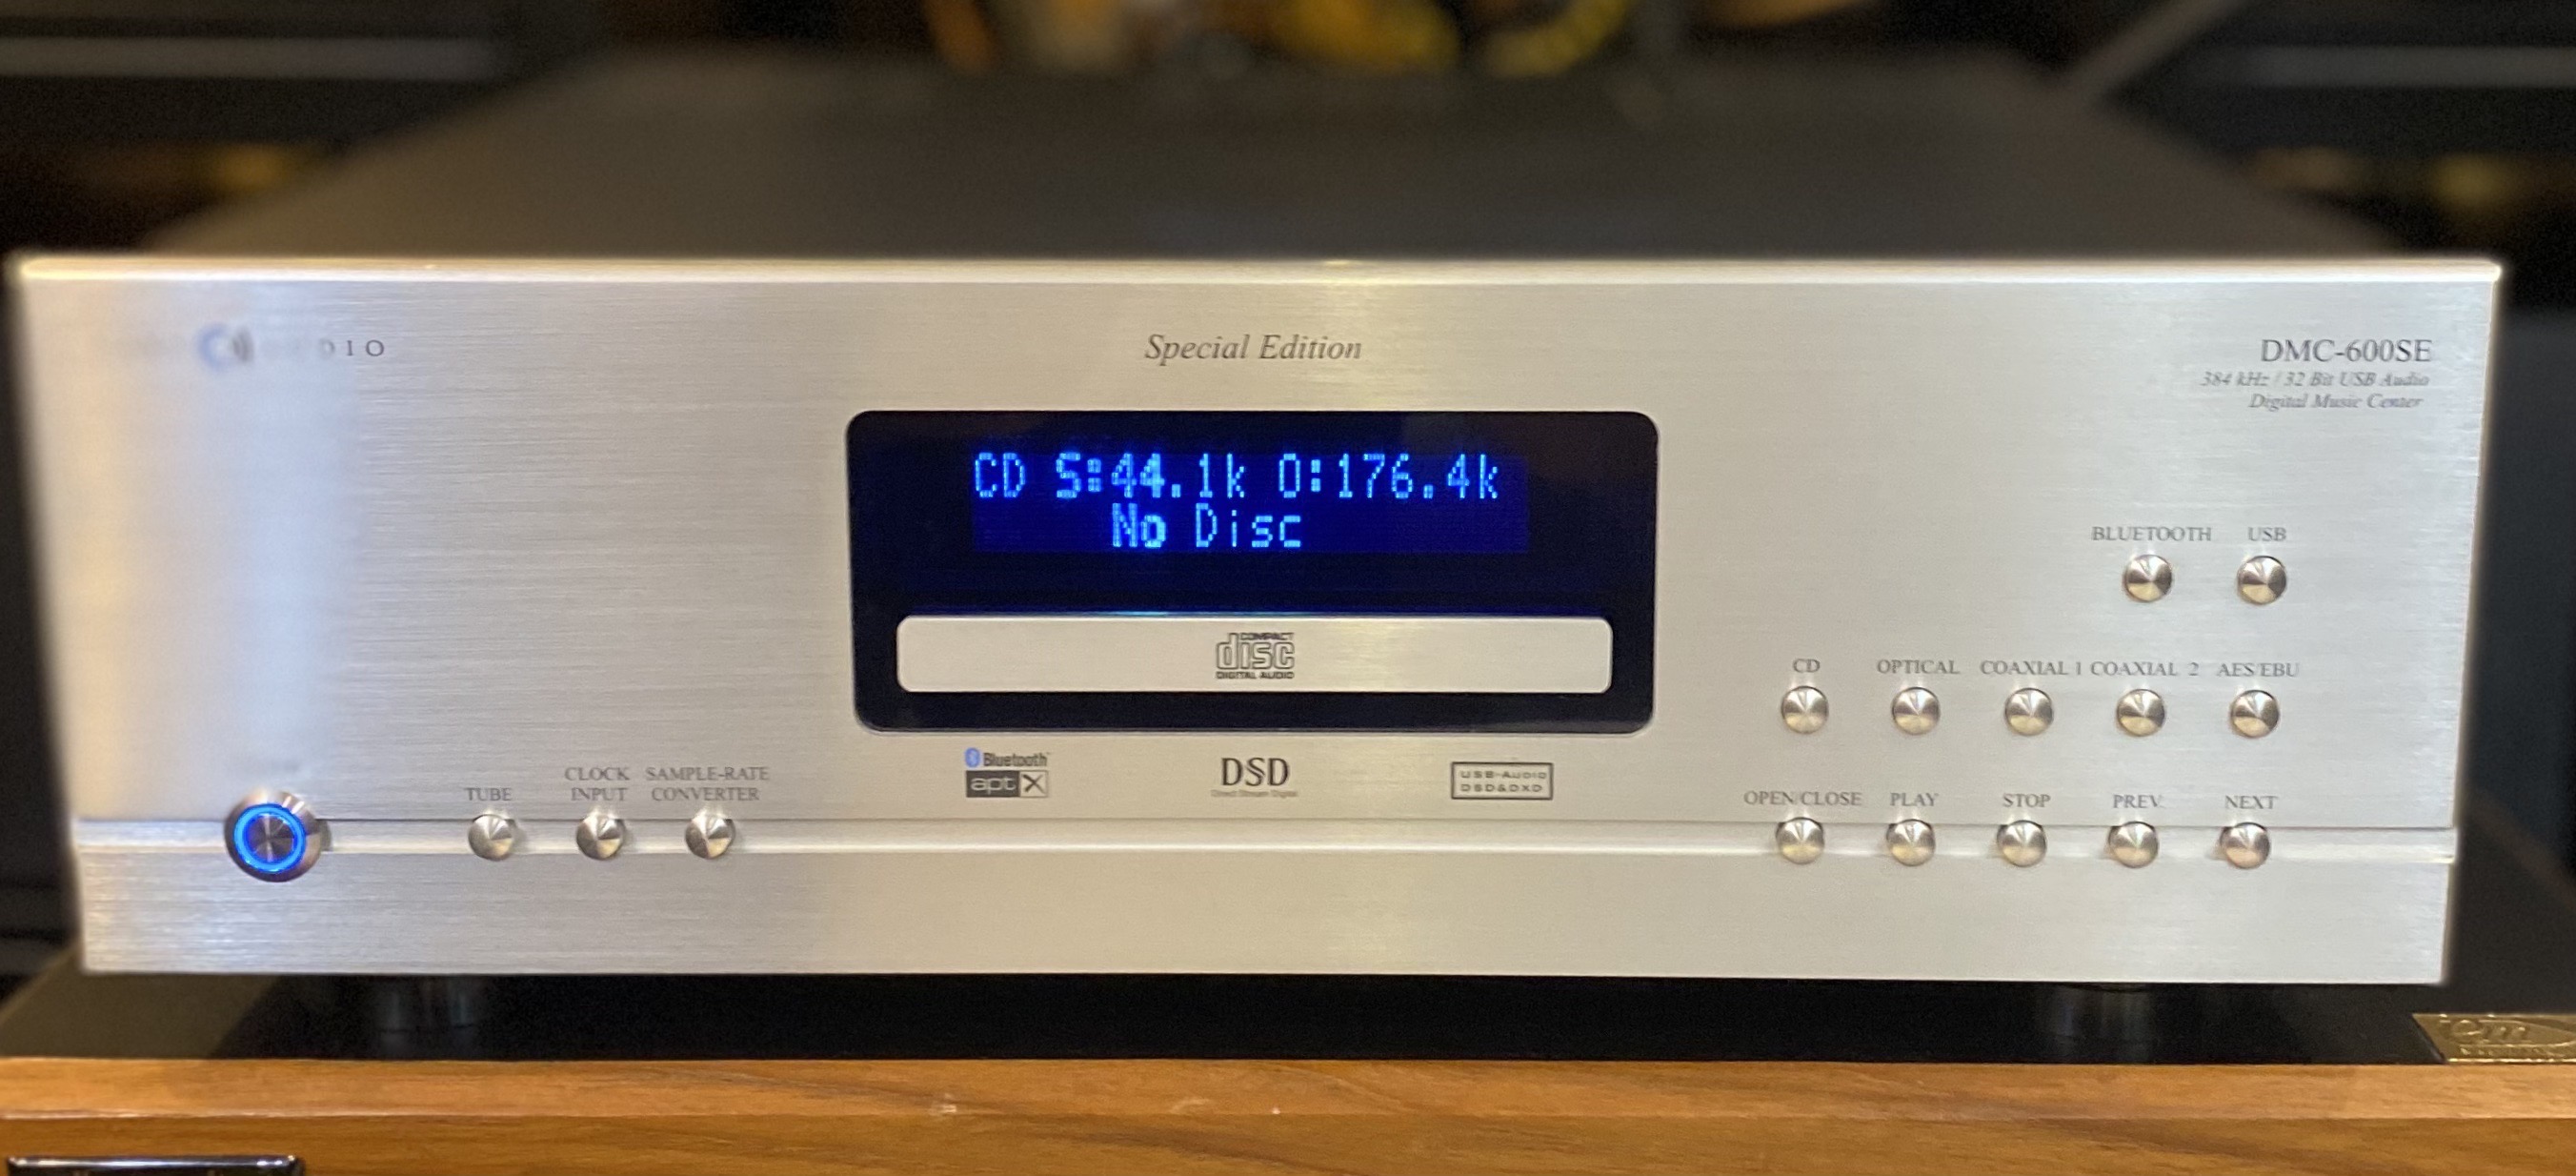 Special Edition
DMC-600SE
384 kHz / 32 Bit USB Audio
Digital Music Center
CD S:44.1k O:176.4k
No Disc
BLUETOOTH USB
COMPACT
disc
DIGITAL AUDIO
CD OPTICAL COAXIAL 1 COAXIAL 2 AES/EBU
TUBE
CLOCK INPUT
SAMPLE-RATE CONVERTER
Bluetooth
aptX
DSD
Direct Stream Digital
USB-AUDIO
DSD&DXD
OPEN/CLOSE PLAY STOP PREV NEXT